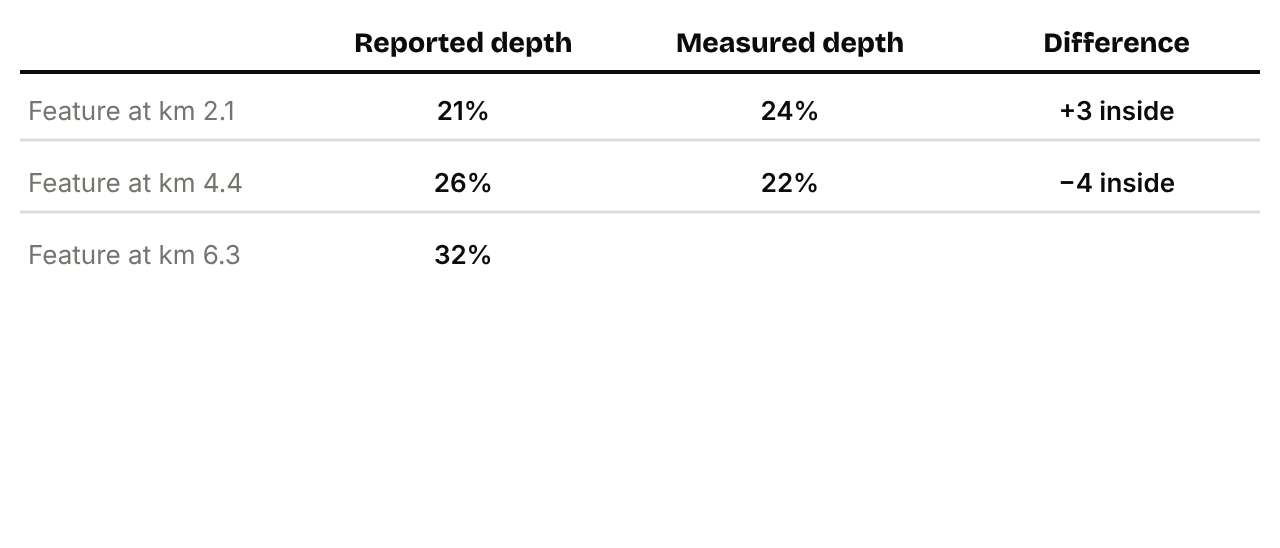 Reported depth Measured depth Difference
Feature at km 2.1 21% 24% +3 inside
Feature at km 4.4 26% 22% −4 inside
Feature at km 6.3 32%